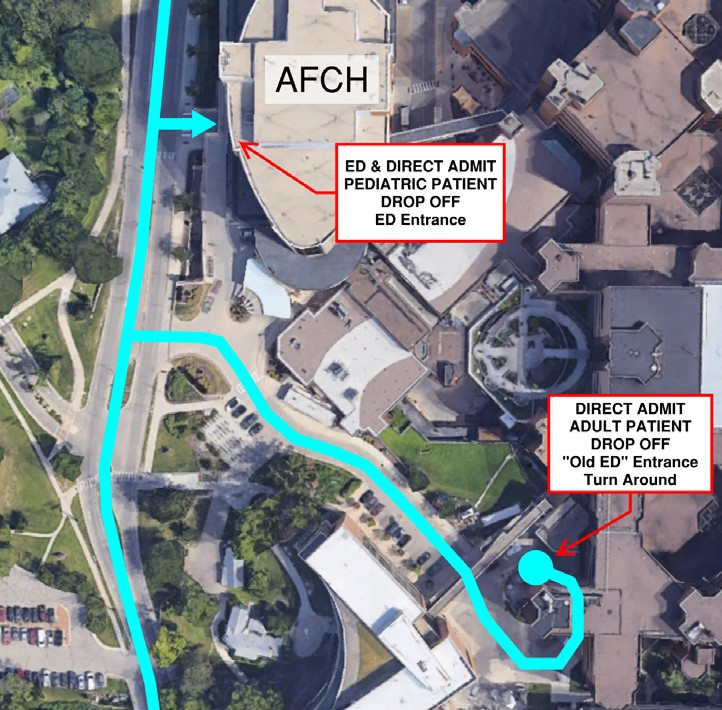 AFCH
ED & DIRECT ADMIT
PEDIATRIC PATIENT
DROP OFF
ED Entrance
DIRECT ADMIT
ADULT PATIENT
DROP OFF
"Old ED" Entrance
Turn Around